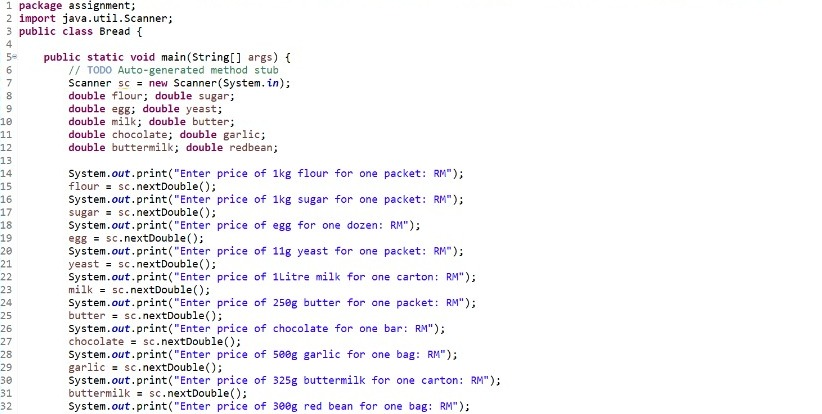 1 package assignment;
2 import java.util.Scanner;
3 public class Bread {
4
5 public static void main(String[] args) {
6 // TODO Auto-generated method stub
7 Scanner sc = new Scanner(System.in);
8 double flour; double sugar;
9 double egg; double yeast;
10 double milk; double butter;
11 double chocolate; double garlic;
12 double buttermilk; double redbean;
13
14 System.out.print("Enter price of 1kg flour for one packet: RM");
15 flour = sc.nextDouble();
16 System.out.print("Enter price of 1kg sugar for one packet: RM");
17 sugar = sc.nextDouble();
18 System.out.print("Enter price of egg for one dozen: RM");
19 egg = sc.nextDouble();
20 System.out.print("Enter price of 11g yeast for one packet: RM");
21 yeast = sc.nextDouble();
22 System.out.print("Enter price of 1Litre milk for one carton: RM");
23 milk = sc.nextDouble();
24 System.out.print("Enter price of 250g butter for one packet: RM");
25 butter = sc.nextDouble();
26 System.out.print("Enter price of chocolate for one bar: RM");
27 chocolate = sc.nextDouble();
28 System.out.print("Enter price of 500g garlic for one bag: RM");
29 garlic = sc.nextDouble();
30 System.out.print("Enter price of 325g buttermilk for one carton: RM");
31 buttermilk = sc.nextDouble();
32 System.out.print("Enter price of 300g red bean for one bag: RM");